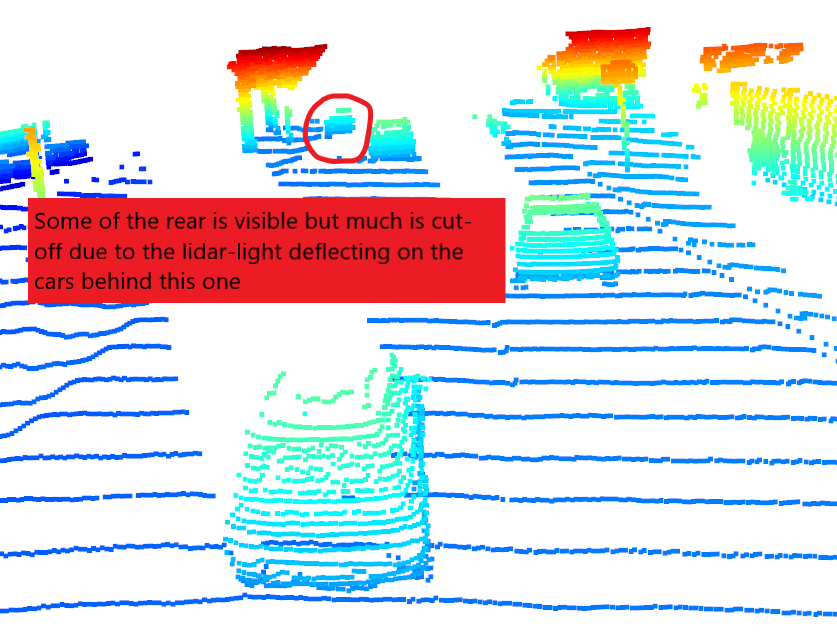 Some of the rear is visible but much is cut-
off due to the lidar-light deflecting on the
cars behind this one